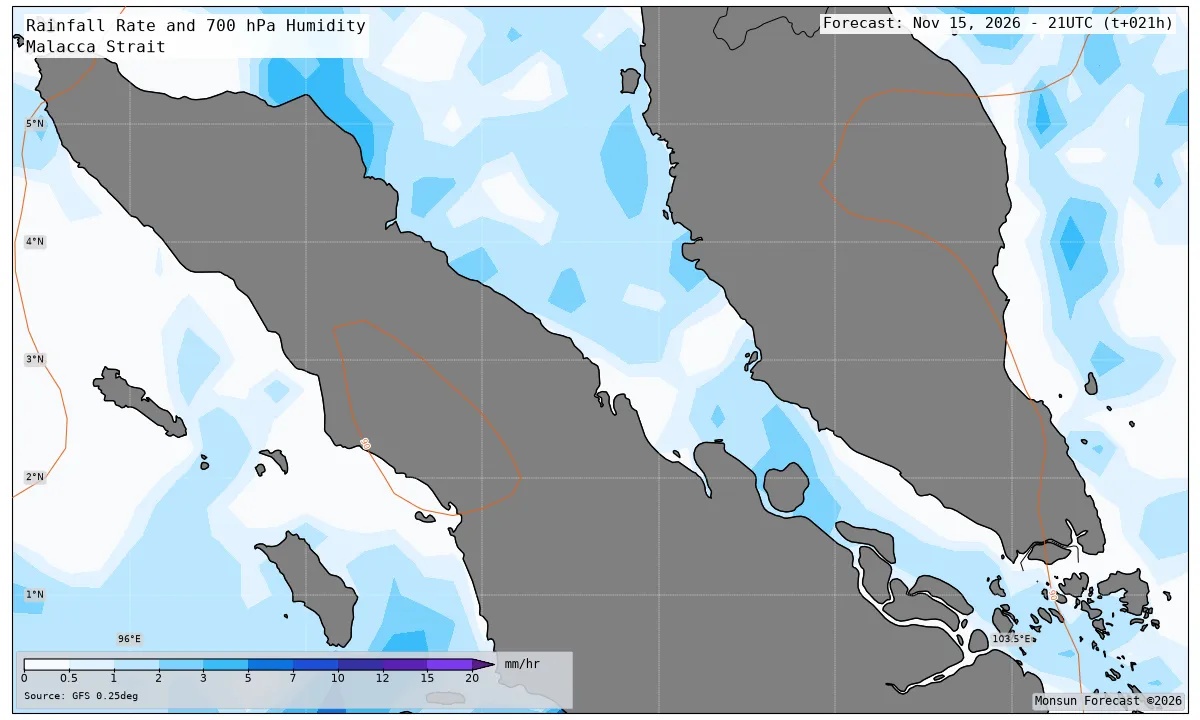 Rainfall Rate and 700 hPa Humidity
Malacca Strait
Forecast: Nov 15, 2026 - 21UTC (t+021h)
5°N
4°N
3°N
2°N
1°N
96°E
103.5°E
90
90
mm/hr
0 0.5 1 2 3 5 7 10 12 15 20
Source: GFS 0.25deg
Monsun Forecast ©2026